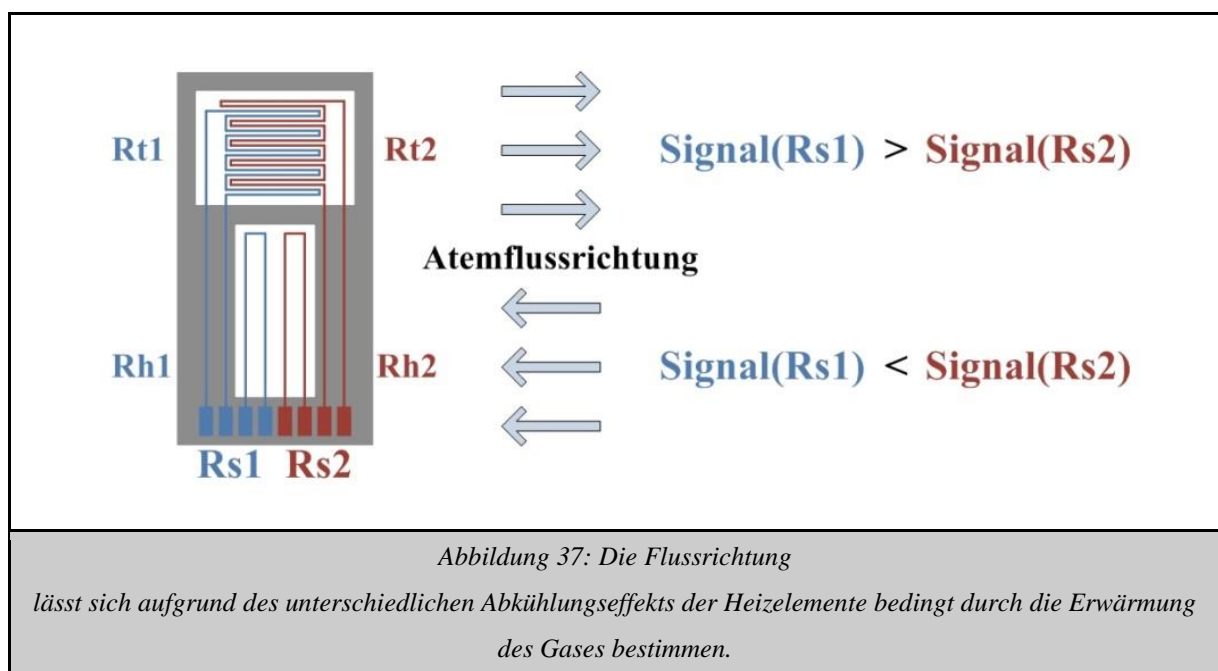 Rt1 Rt2 Signal(Rs1) > Signal(Rs2)
Atemflussrichtung
Rh1 Rh2 Signal(Rs1) < Signal(Rs2)
Rs1 Rs2
Abbildung 37: Die Flussrichtung
lässt sich aufgrund des unterschiedlichen Abkühlungseffekts der Heizelemente bedingt durch die Erwärmung
des Gases bestimmen.